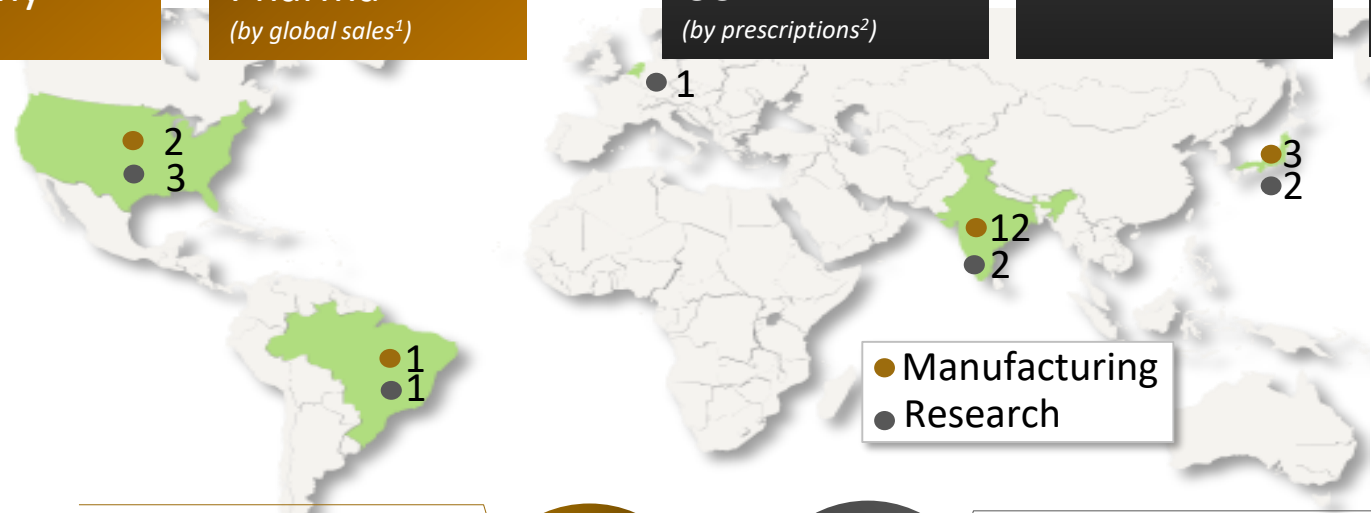 (by global sales¹)
(by prescriptions²)
1
2
3
3
2
12
2
1
1
Manufacturing
Research